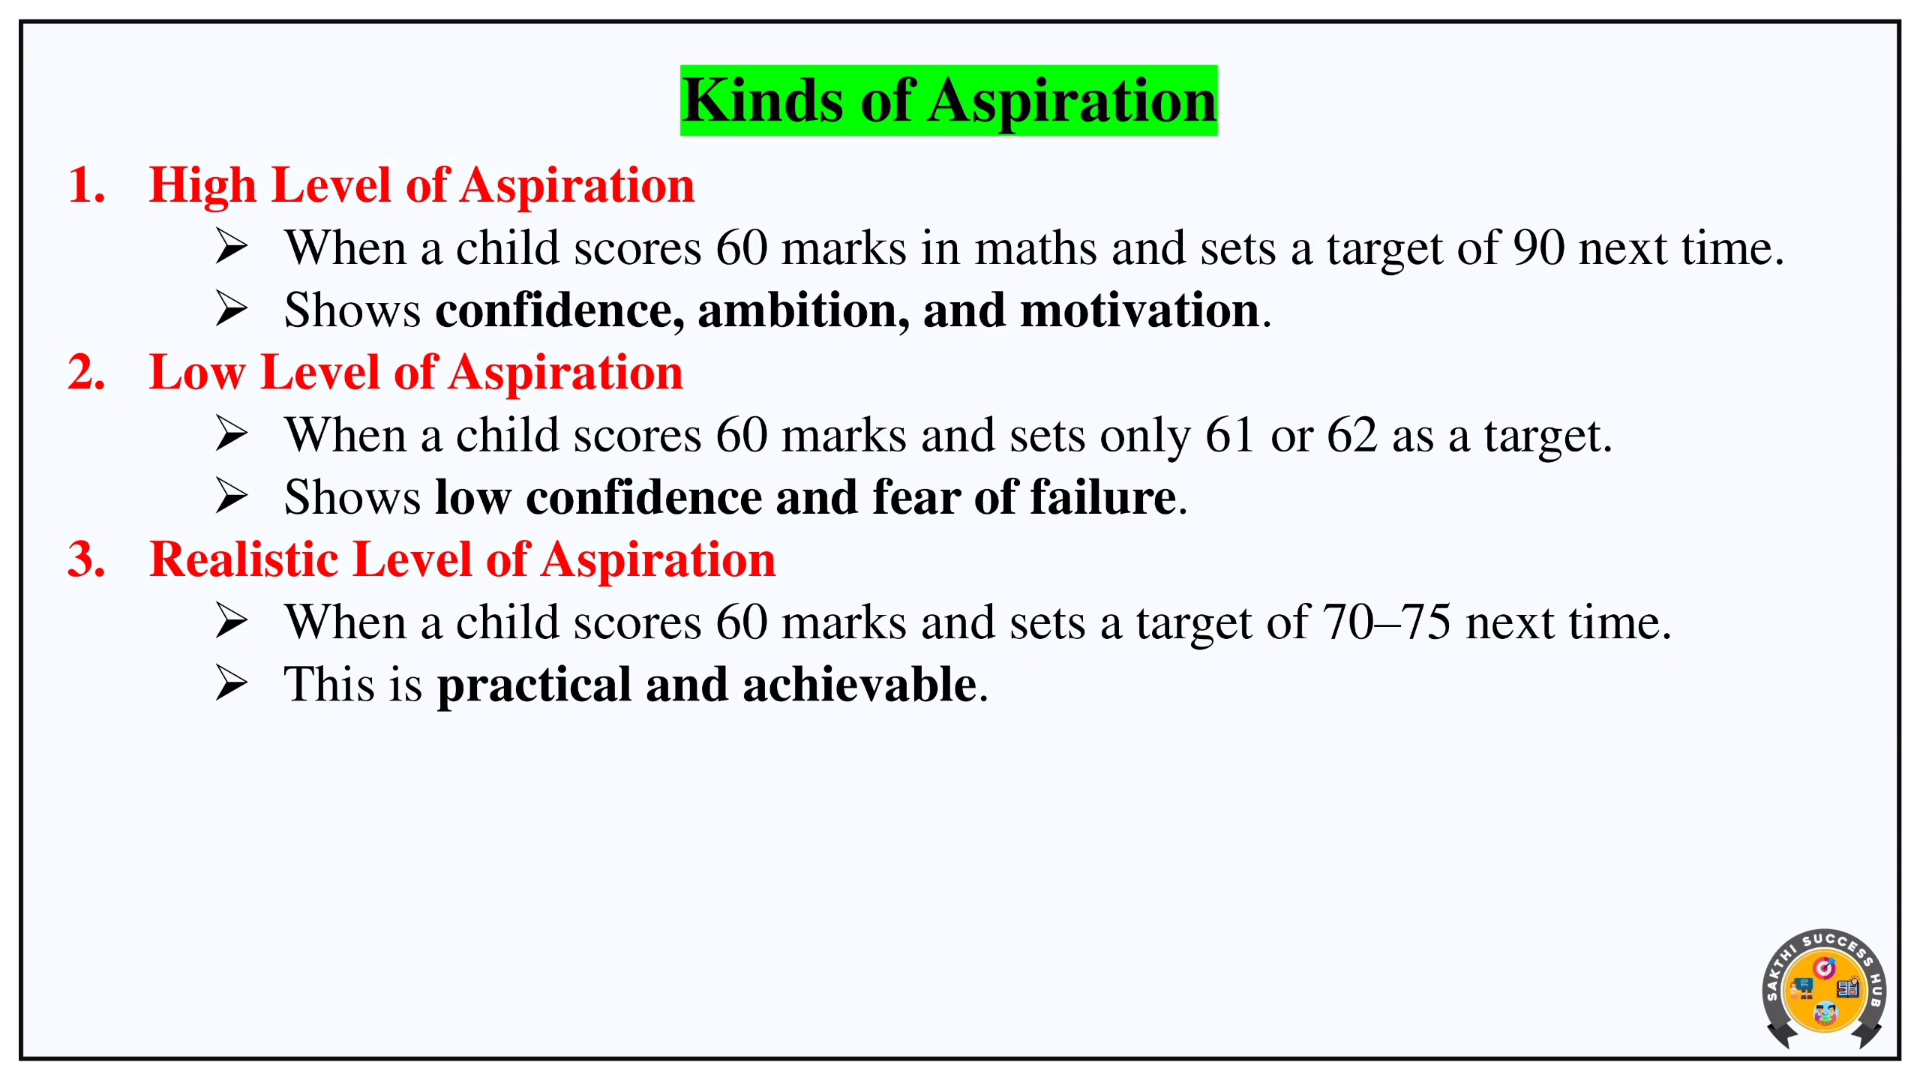 Kinds of Aspiration
1. High Level of Aspiration
➢ When a child scores 60 marks in maths and sets a target of 90 next time.
➢ Shows confidence, ambition, and motivation.
2. Low Level of Aspiration
➢ When a child scores 60 marks and sets only 61 or 62 as a target.
➢ Shows low confidence and fear of failure.
3. Realistic Level of Aspiration
➢ When a child scores 60 marks and sets a target of 70–75 next time.
➢ This is practical and achievable.
SAKTHI SUCCESS HUB